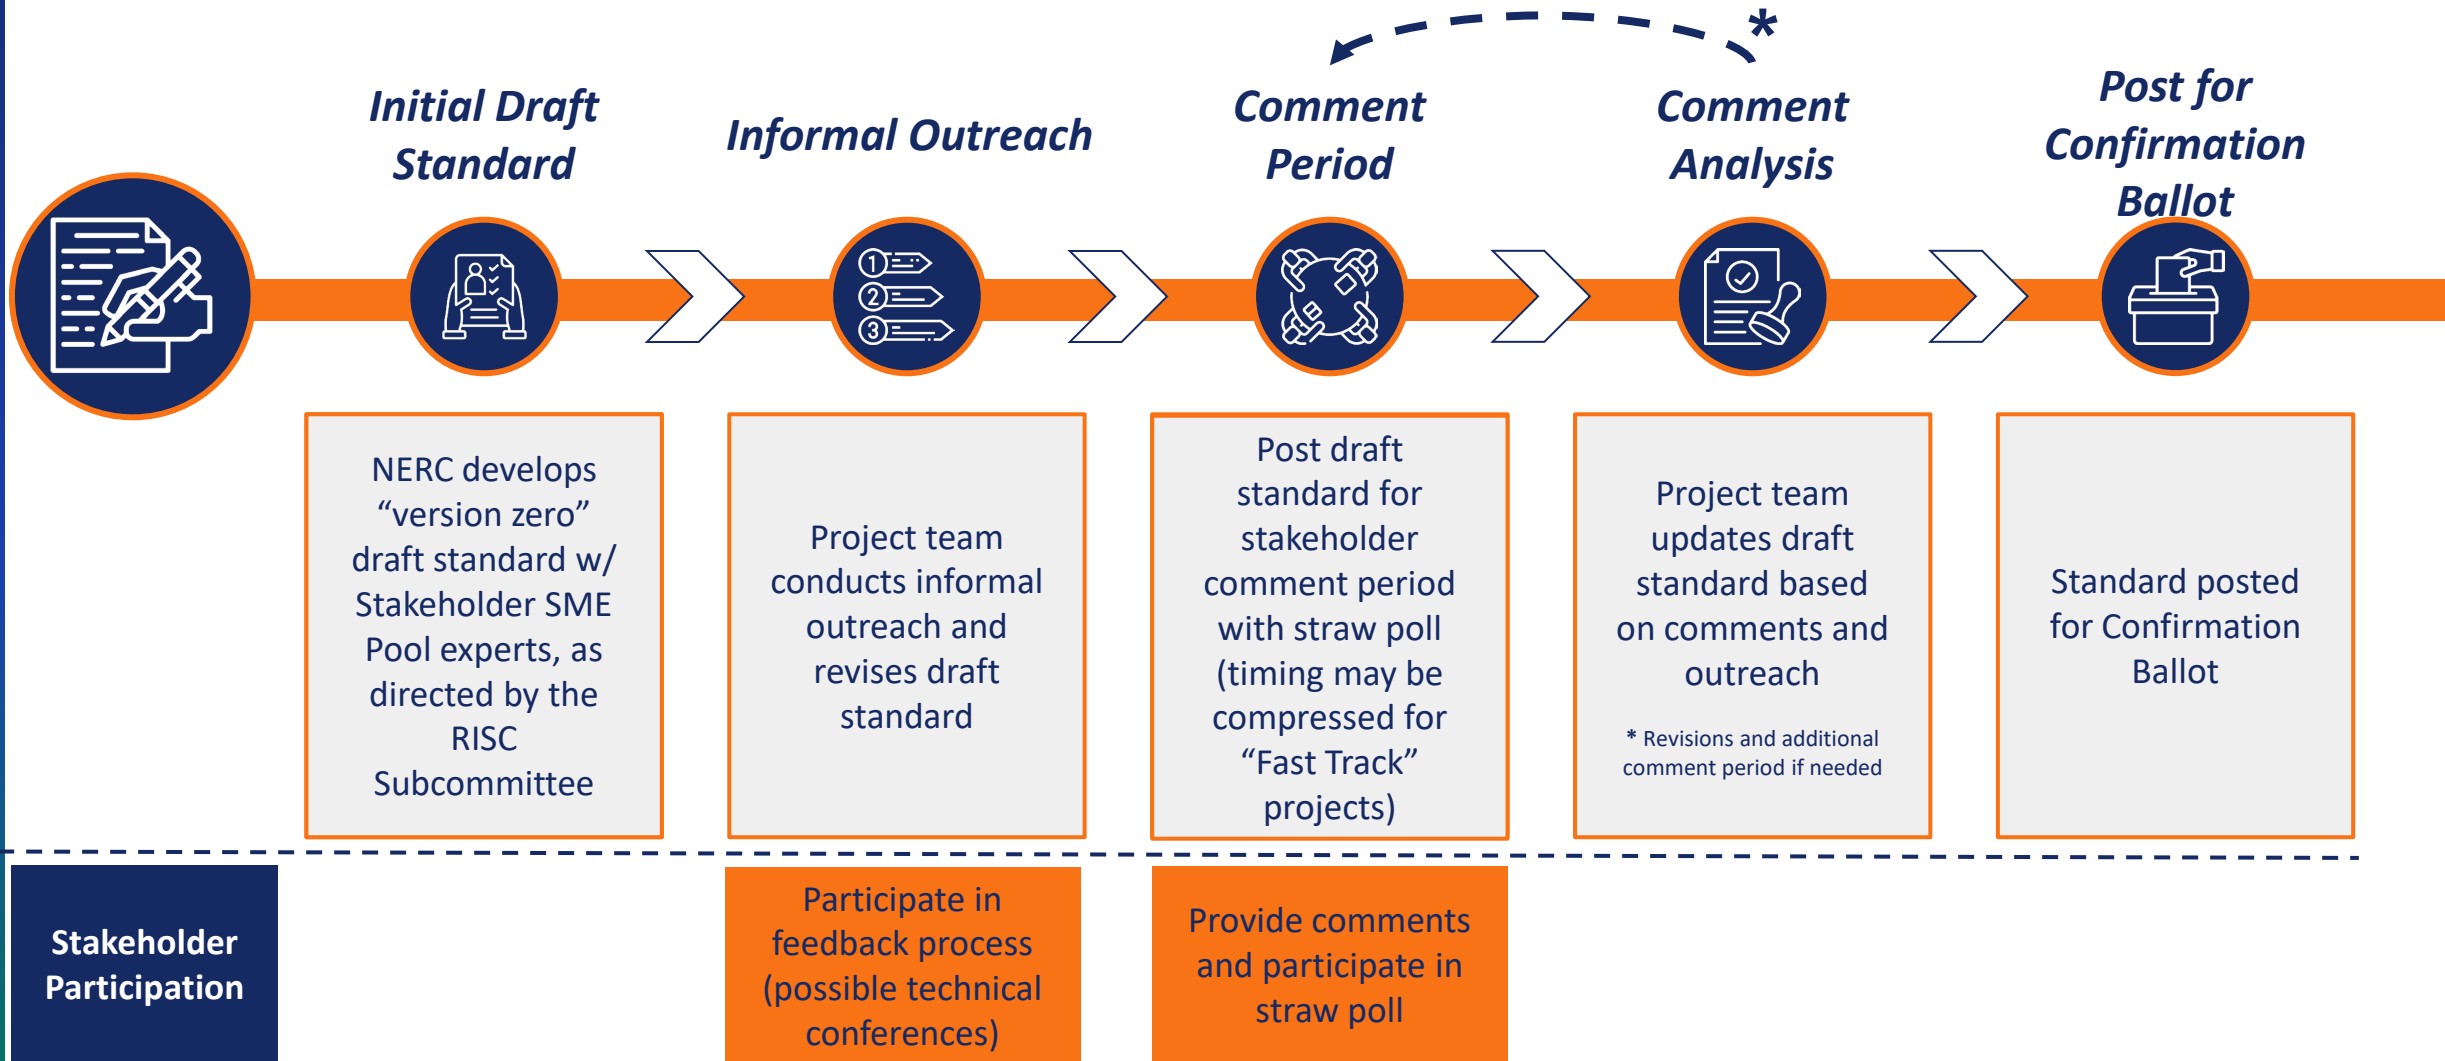 *
Initial Draft
Standard
Informal Outreach
Comment
Period
Comment
Analysis
Post for
Confirmation
Ballot
1
2
3
NERC develops
“version zero”
draft standard w/
Stakeholder SME
Pool experts, as
directed by the
RISC
Subcommittee
Project team
conducts informal
outreach and
revises draft
standard
Post draft
standard for
stakeholder
comment period
with straw poll
(timing may be
compressed for
“Fast Track”
projects)
Project team
updates draft
standard based
on comments and
outreach
* Revisions and additional
comment period if needed
Standard posted
for Confirmation
Ballot
Stakeholder
Participation
Participate in
feedback process
(possible technical
conferences)
Provide comments
and participate in
straw poll